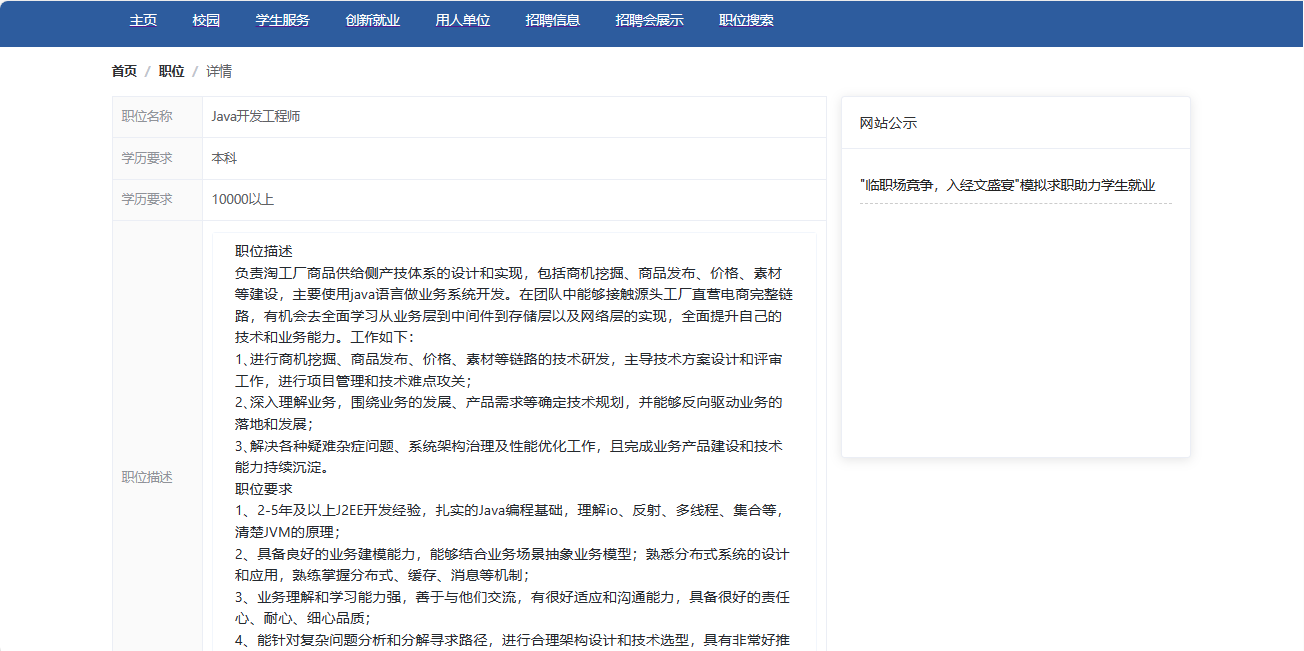 主页 校园 学生服务 创新就业 用人单位 招聘信息 招聘会展示 职位搜索
首页 / 职位 / 详情
职位名称 Java开发工程师
学历要求 本科
学历要求 10000以上
职位描述
职位描述
负责淘工厂商品供给侧产技体系的设计和实现，包括商机挖掘、商品发布、价格、素材
等建设，主要使用java语言做业务系统开发。在团队中能够接触源头工厂直营电商完整链
路，有机会去全面学习从业务层到中间件到存储层以及网络层的实现，全面提升自己的
技术和业务能力。工作如下：
1､进行商机挖掘、商品发布、价格、素材等链路的技术研发，主导技术方案设计和评审
工作，进行项目管理和技术难点攻关；
2､深入理解业务，围绕业务的发展、产品需求等确定技术规划，并能够反向驱动业务的
落地和发展；
3､解决各种疑难杂症问题、系统架构治理及性能优化工作，且完成业务产品建设和技术
能力持续沉淀。
职位要求
1、2-5年及以上J2EE开发经验，扎实的Java编程基础，理解io、反射、多线程、集合等，
清楚JVM的原理；
2、具备良好的业务建模能力，能够结合业务场景抽象业务模型；熟悉分布式系统的设计
和应用，熟练掌握分布式、缓存、消息等机制；
3、业务理解和学习能力强，善于与他们交流，有很好适应和沟通能力，具备很好的责任
心、耐心、细心品质；
4、能针对复杂问题分析和分解寻求路径，进行合理架构设计和技术选型，具有非常好推
网站公示
"临职场竞争，入经文盛宴"模拟求职助力学生就业